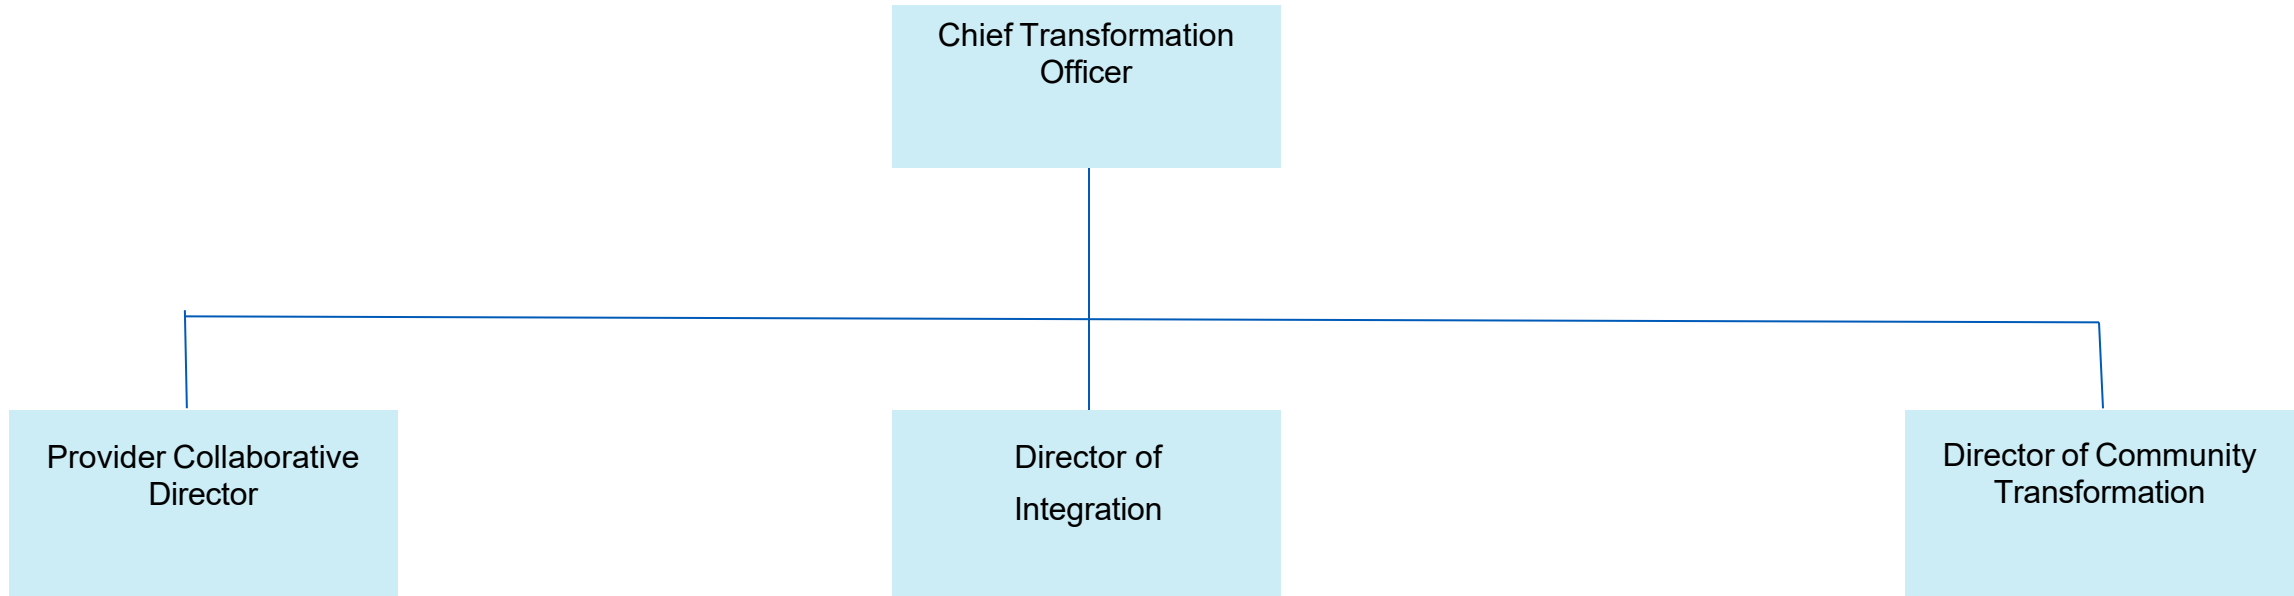 Chief Transformation
Officer
Provider Collaborative
Director
Director of
Integration
Director of Community
Transformation